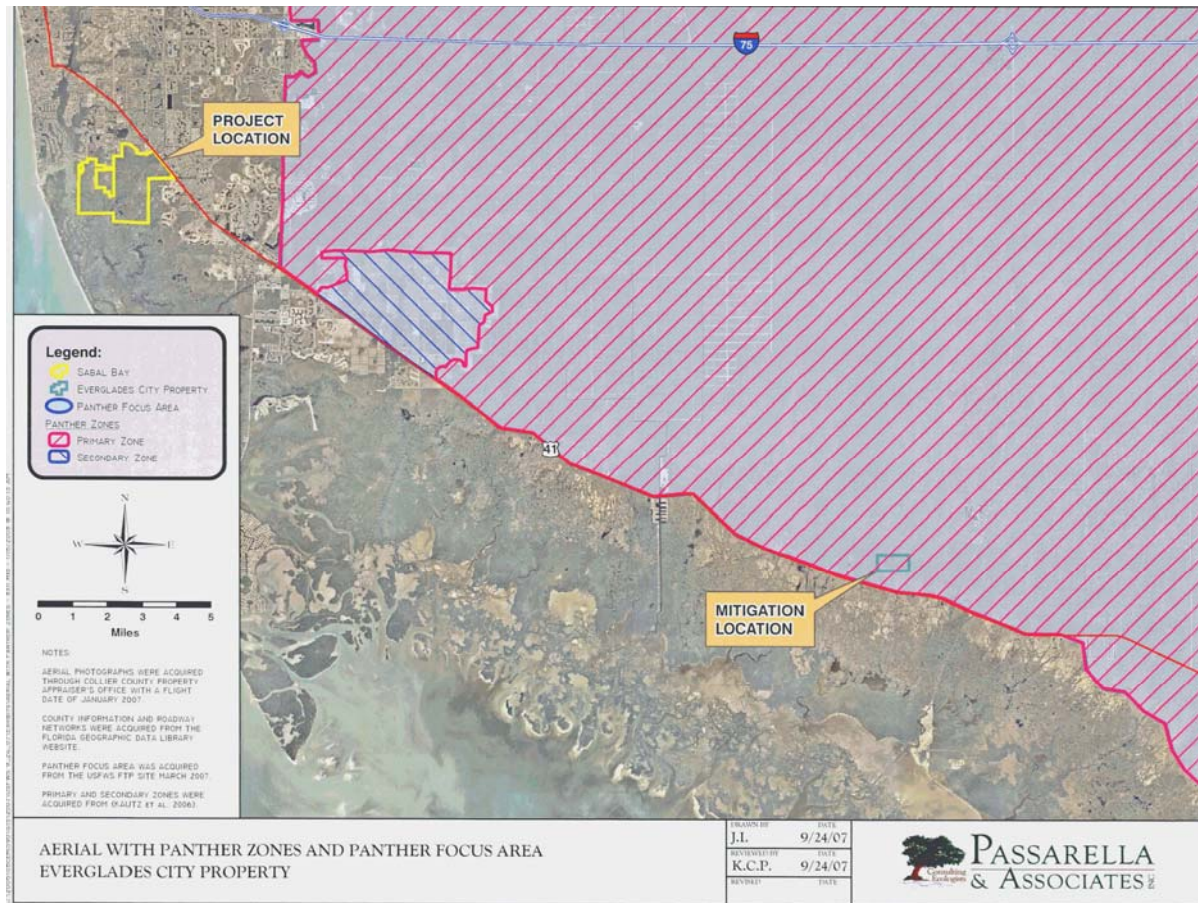 75
PROJECT
LOCATION
Legend:
SABAL BAY
EVERGLADES CITY PROPERTY
PANTHER FOCUS AREA
PANTHER ZONES
PRIMARY ZONE
SECONDARY ZONE
41
N
W E
S
0 1 2 3 4 5
Miles
MITIGATION
LOCATION
NOTES:
AERIAL PHOTOGRAPHS WERE ACQUIRED
THROUGH COLLIER COUNTY PROPERTY
APPRAISER'S OFFICE WITH A FLIGHT
DATE OF JANUARY 2007.
COUNTY INFORMATION AND ROADWAY
NETWORKS WERE ACQUIRED FROM THE
FLORIDA GEOGRAPHIC DATA LIBRARY
WEBSITE.
PANTHER FOCUS AREA WAS ACQUIRED
FROM THE USFWS FTP SITE MARCH 2007.
PRIMARY AND SECONDARY ZONES WERE
ACQUIRED FROM (KAUTZ ET AL. 2006).
AERIAL WITH PANTHER ZONES AND PANTHER FOCUS AREA
EVERGLADES CITY PROPERTY
DRAWN BY DATE
J.I. 9/24/07
REVIEWED BY DATE
K.C.P. 9/24/07
REVISED DATE
Consulting
Ecologists
PASSARELLA
& ASSOCIATES INC